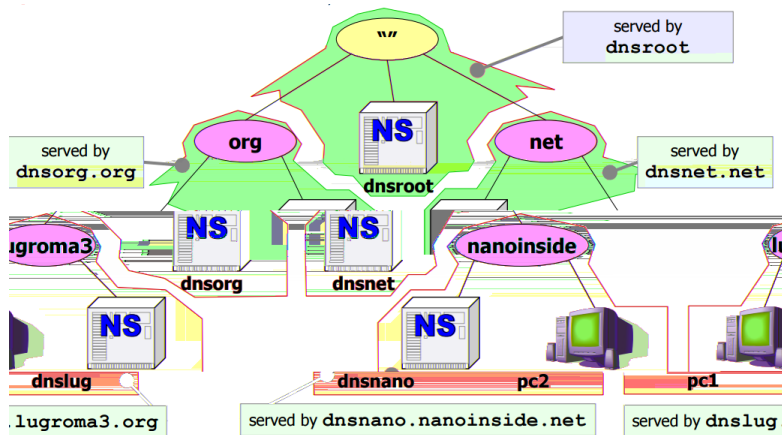 "."
served by
dnsroot
org
NS
net
served by
dnsorg.org
served by
dnsnet.net
dnsroot
ugroma3
NS
NS
nanoinside
dnsorg
dnsnet
NS
NS
dnslug
dnsnano
pc2
pc1
.lugroma3.org
served by dnsnano.nanoinside.net
served by dnslug